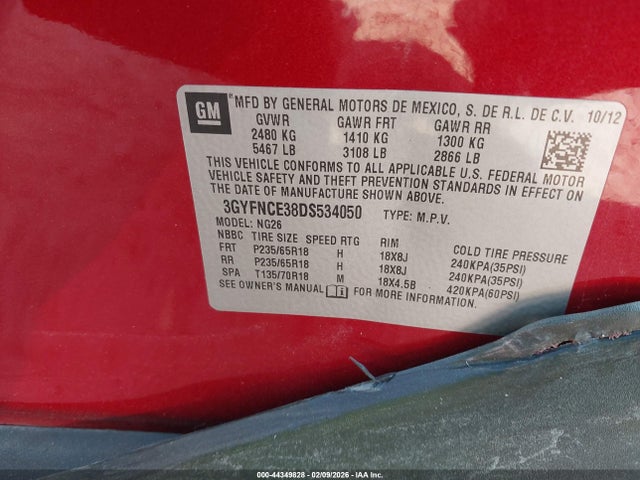 GM
MFD BY GENERAL MOTORS DE MEXICO, S. DE R.L. DE C.V. 10/12
GVWR GAWR FRT GAWR RR
2480 KG 1410 KG 1300 KG
5467 LB 3108 LB 2866 LB
THIS VEHICLE CONFORMS TO ALL APPLICABLE U.S. FEDERAL MOTOR
VEHICLE SAFETY AND THEFT PREVENTION STANDARDS IN EFFECT ON
THE DATE OF MANUFACTURE SHOWN ABOVE.
3GYFNCE38DS534050 TYPE: M.P.V.
MODEL: NG26
NBBC TIRE SIZE SPEED RTG RIM COLD TIRE PRESSURE
FRT P235/65R18 H 18X8J 240KPA(35PSI)
RR P235/65R18 H 18X8J 240KPA(35PSI)
SPA T135/70R18 M 18X4.5B 420KPA(60PSI)
SEE OWNER'S MANUAL FOR MORE INFORMATION.
000-44349828 - 02/09/2026 - IAA Inc.